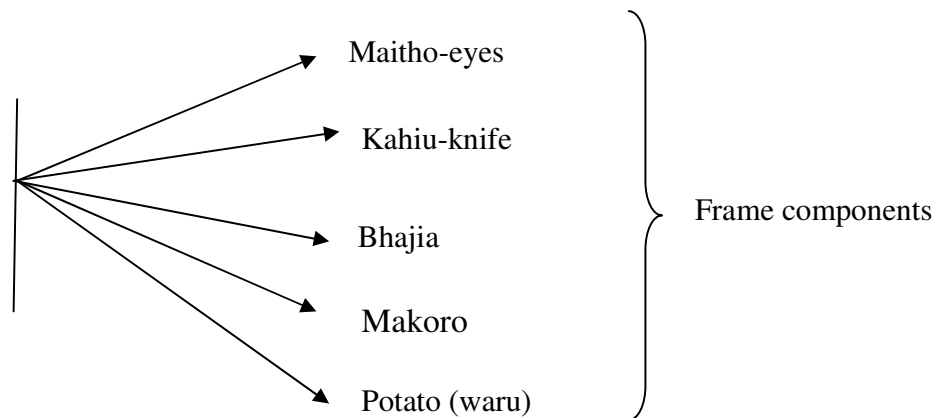 Maitho-eyes
Kahiu-knife
Bhajia
Makoro
Potato (waru)
Frame components